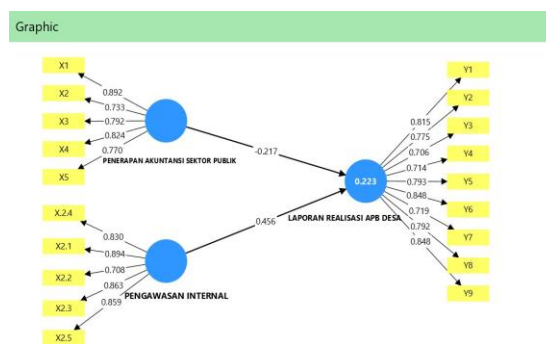 Graphic
X1
X2
X3
X4
X5
0.892
0.733
0.792
0.824
0.770
PENERAPAN AKUNTANSI SEKTOR PUBLIK
-0.217
X.2.4
X2.1
X2.2
X2.3
X2.5
0.830
0.894
0.708
0.863
0.859
PENGAWASAN INTERNAL
0.456
0.223
LAPORAN REALISASI APB DESA
0.815
0.775
0.706
0.714
0.793
0.848
0.719
0.792
0.848
Y1
Y2
Y3
Y4
Y5
Y6
Y7
Y8
Y9